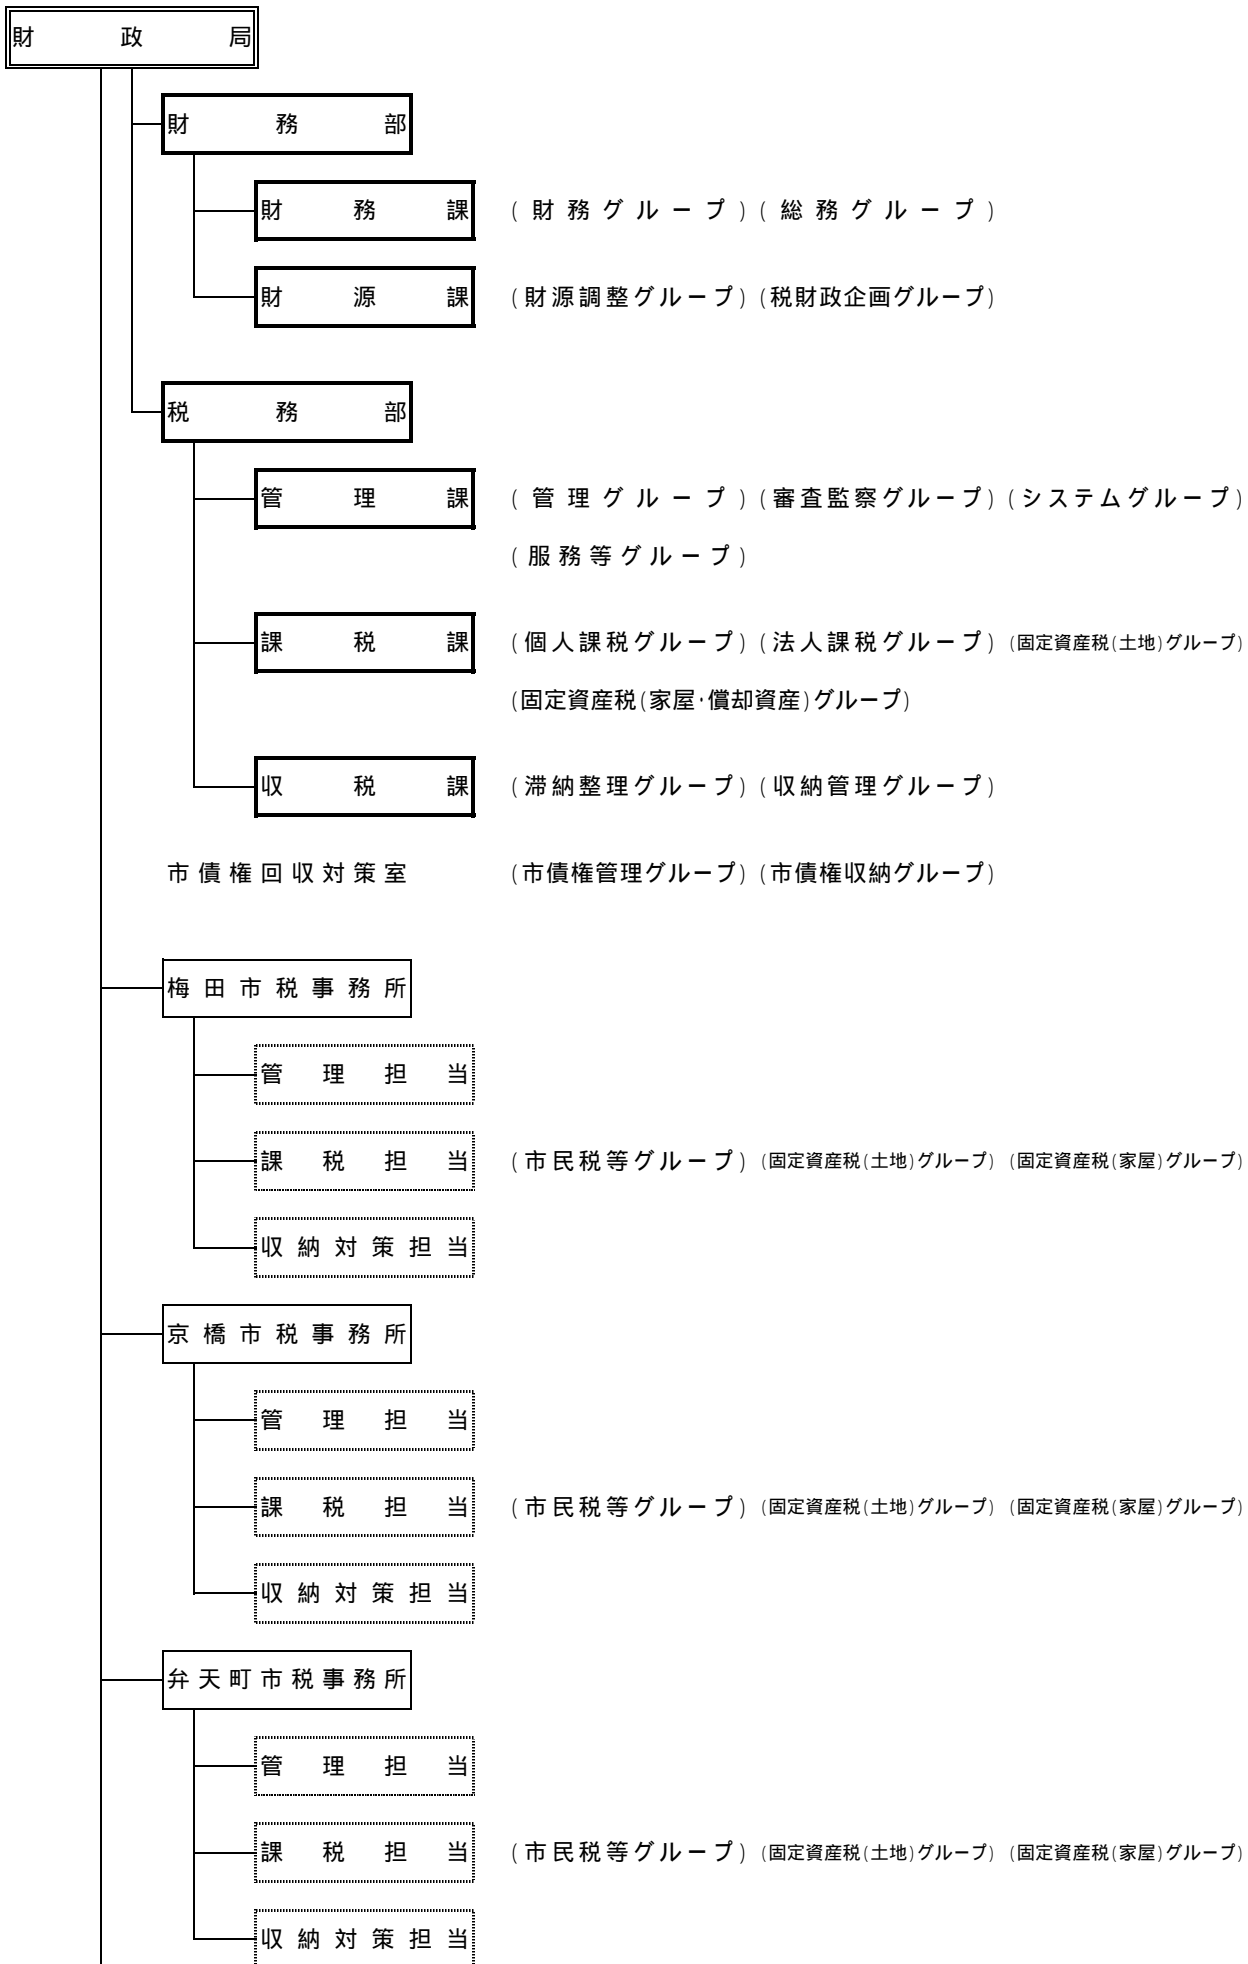 財政局
財務部
財務課 (財務グループ) (総務グループ)
財源課 (財源調整グループ) (税財政企画グループ)
税務部
管理課 (管理グループ) (審査監察グループ) (システムグループ)
(服務等グループ)
課税課 (個人課税グループ) (法人課税グループ) (固定資産税(土地)グループ)
(固定資産税(家屋・償却資産)グループ)
収税課 (滞納整理グループ) (収納管理グループ)
市債権回収対策室 (市債権管理グループ) (市債権収納グループ)
梅田市税事務所
管理担当
課税担当 (市民税等グループ) (固定資産税(土地)グループ) (固定資産税(家屋)グループ)
収納対策担当
京橋市税事務所
管理担当
課税担当 (市民税等グループ) (固定資産税(土地)グループ) (固定資産税(家屋)グループ)
収納対策担当
弁天町市税事務所
管理担当
課税担当 (市民税等グループ) (固定資産税(土地)グループ) (固定資産税(家屋)グループ)
収納対策担当